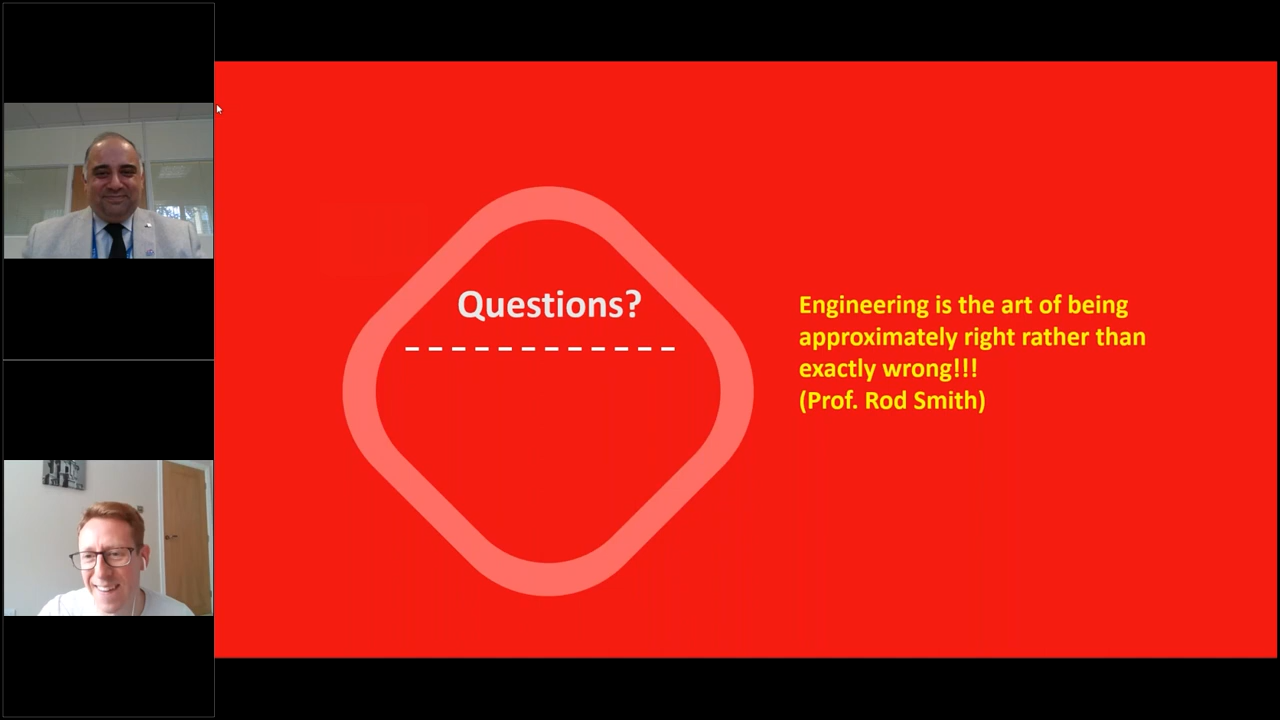 Questions?
Engineering is the art of being
approximately right rather than
exactly wrong!!!
(Prof. Rod Smith)